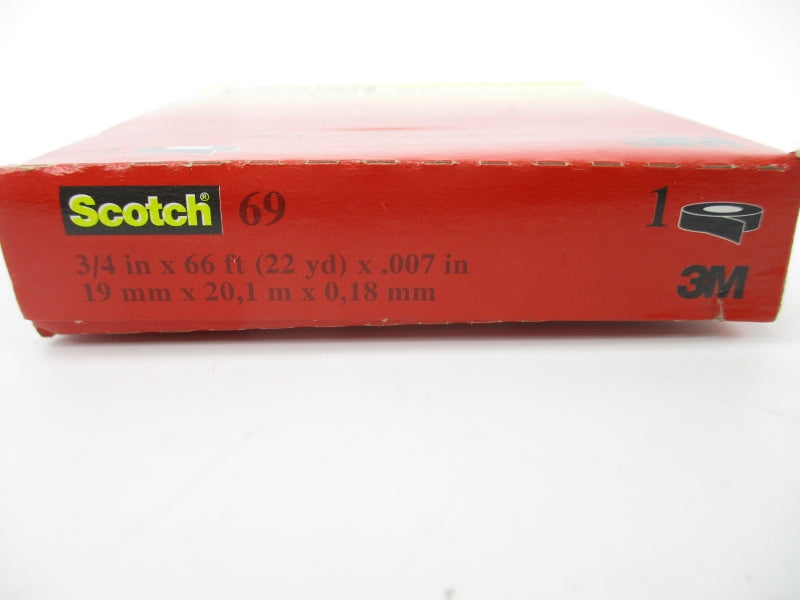 Scotch® 69
1
3/4 in x 66 ft (22 yd) x .007 in
19 mm x 20,1 m x 0,18 mm
3M
3M